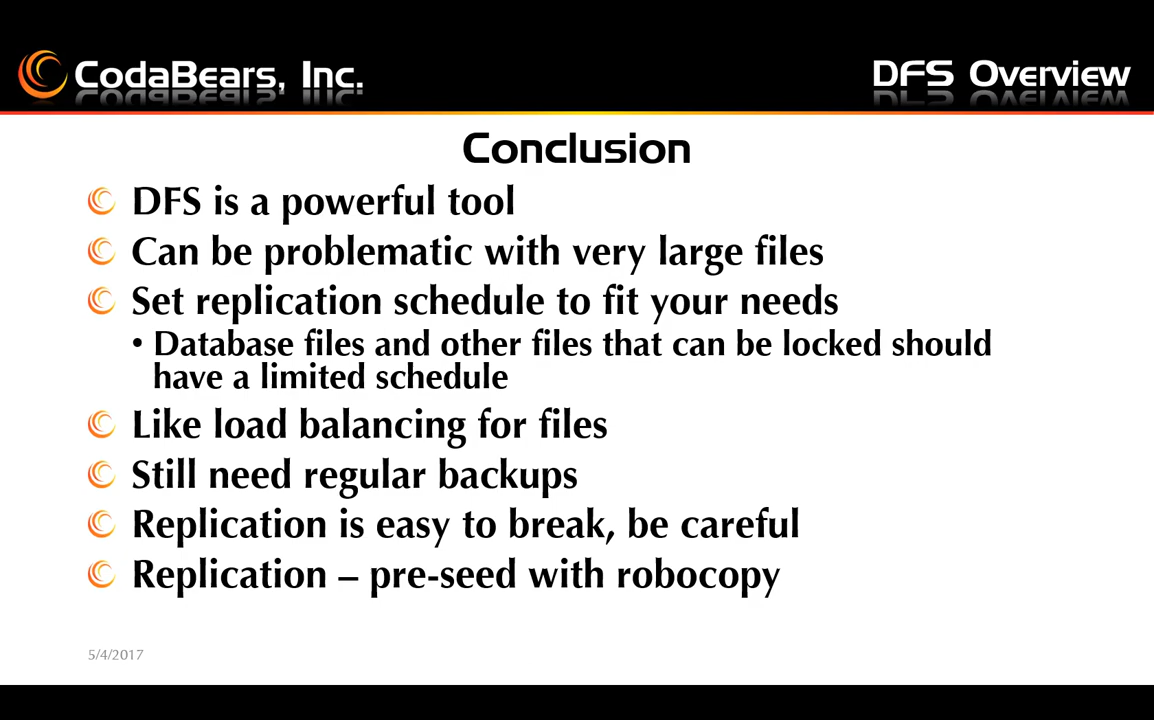 CodaBears, Inc.
DFS Overview
Conclusion
DFS is a powerful tool
Can be problematic with very large files
Set replication schedule to fit your needs
• Database files and other files that can be locked should
have a limited schedule
Like load balancing for files
Still need regular backups
Replication is easy to break, be careful
Replication – pre-seed with robocopy
5/4/2017